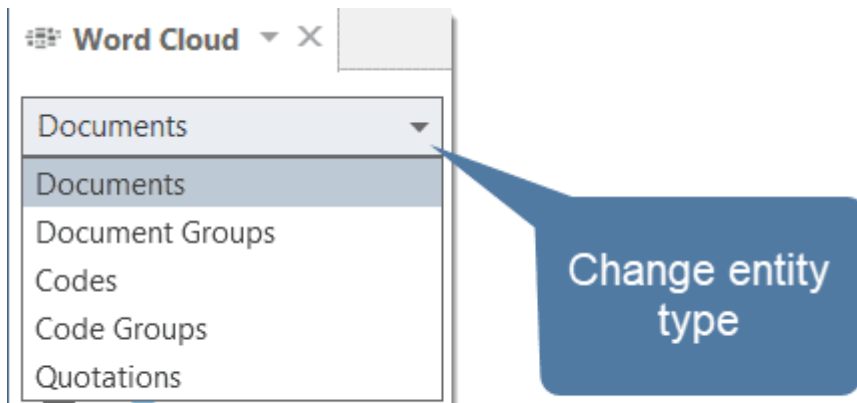 Word Cloud
Documents
Documents
Document Groups
Codes
Code Groups
Quotations
Change entity
type